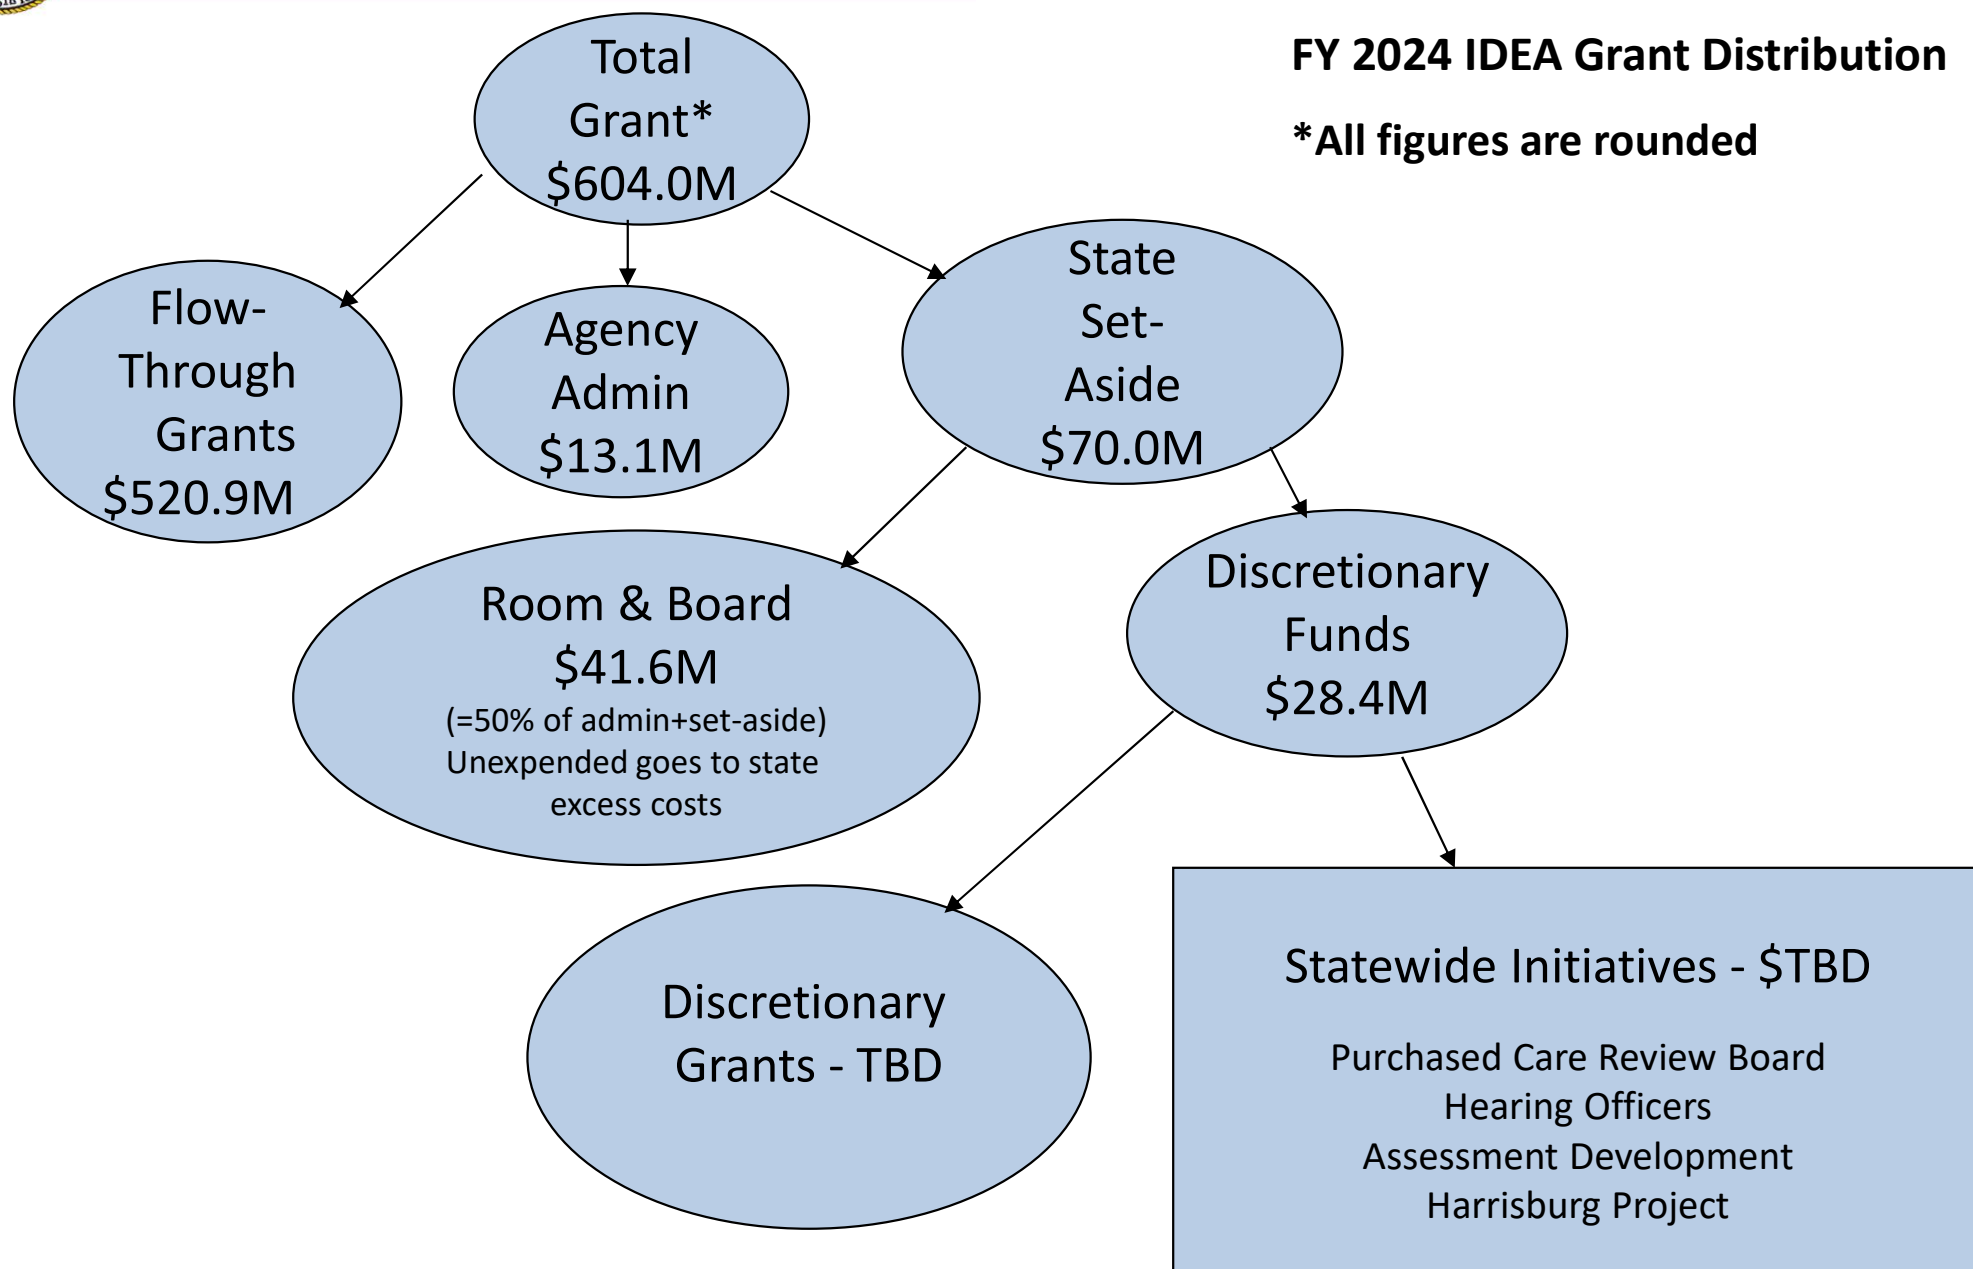 FY 2024 IDEA Grant Distribution
*All figures are rounded
Total
Grant*
$604.0M
Flow-
Through
Grants
$520.9M
Agency
Admin
$13.1M
State
Set-
Aside
$70.0M
Room & Board
$41.6M
(=50% of admin+set-aside)
Unexpended goes to state
excess costs
Discretionary
Funds
$28.4M
Discretionary
Grants - TBD
Statewide Initiatives - $TBD
Purchased Care Review Board
Hearing Officers
Assessment Development
Harrisburg Project